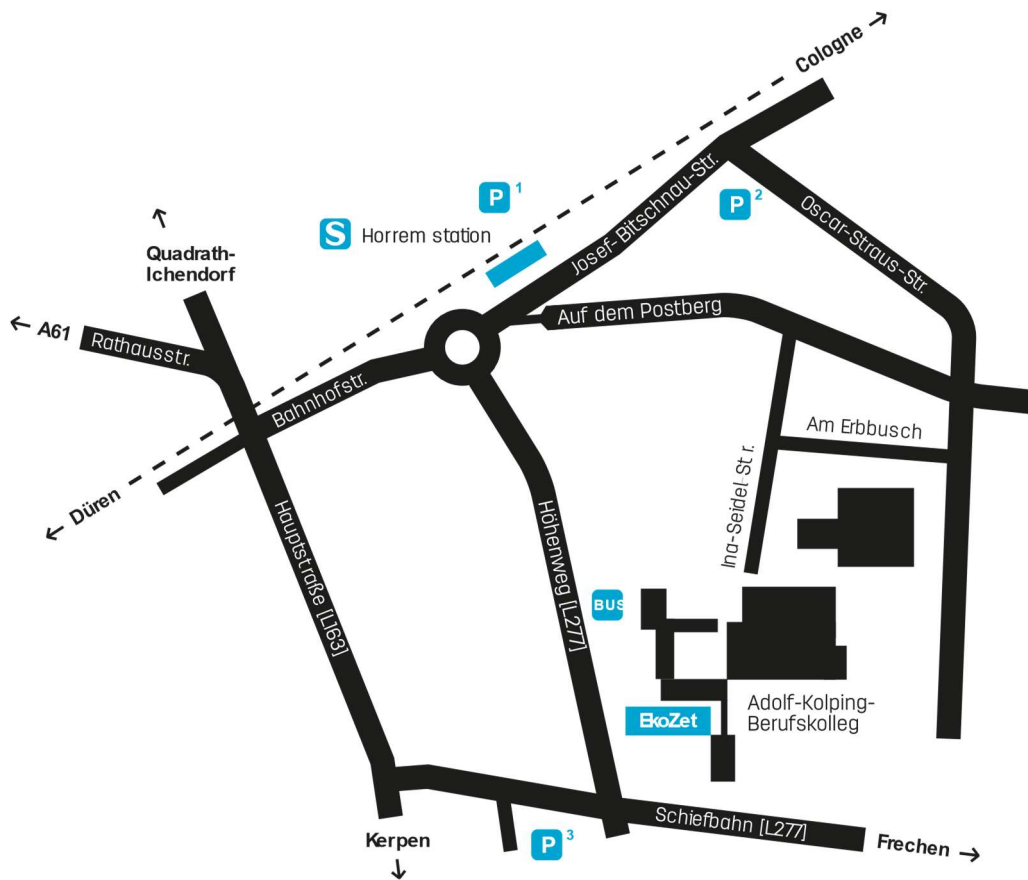 Cologne →
P 1
P 2
S Horrem station
Josef-Bitschnau-Str.
Oscar-Straus-Str.
Quadrath-
Ichendorf
← A61
Rathausstr.
Auf dem Postberg
Bahnhofstr.
Am Erbbusch
← Düren
Ina-Seidel-St r.
Hauptstraße [L163]
Höhenweg [L277]
BUS
Adolf-Kolping-
Berufskolleg
EkoZet
Schiefbahn [L277]
Kerpen
P 3
Frechen →